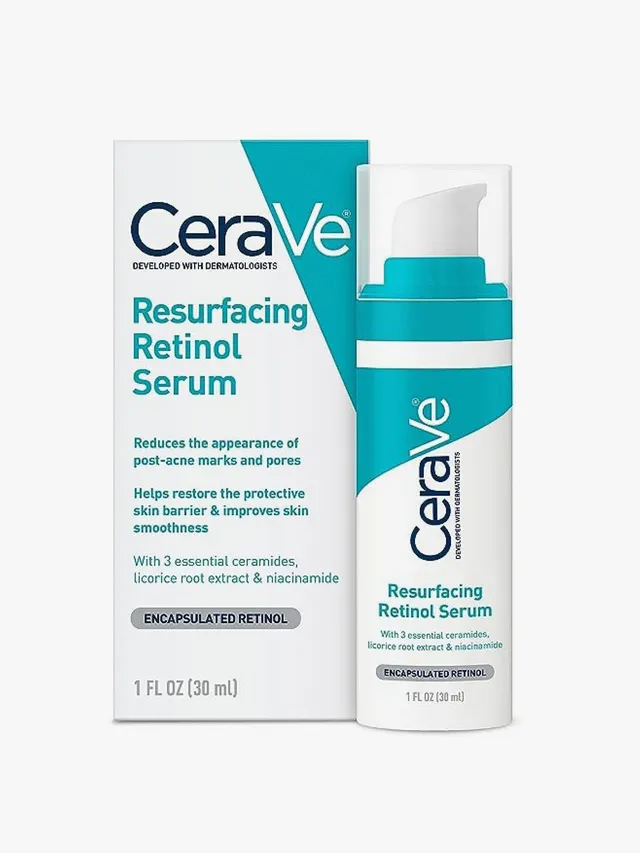 CeraVe®
DEVELOPED WITH DERMATOLOGISTS
Resurfacing
Retinol
Serum
Reduces the appearance of
post-acne marks and pores
Helps restore the protective
skin barrier & improves skin
smoothness
With 3 essential ceramides,
licorice root extract & niacinamide
ENCAPSULATED RETINOL
1 FL OZ (30 ml)
CeraVe®
DEVELOPED WITH DERMATOLOGISTS
Resurfacing
Retinol Serum
With 3 essential ceramides,
licorice root extract & niacinamide
ENCAPSULATED RETINOL
1 FL OZ (30 ml)